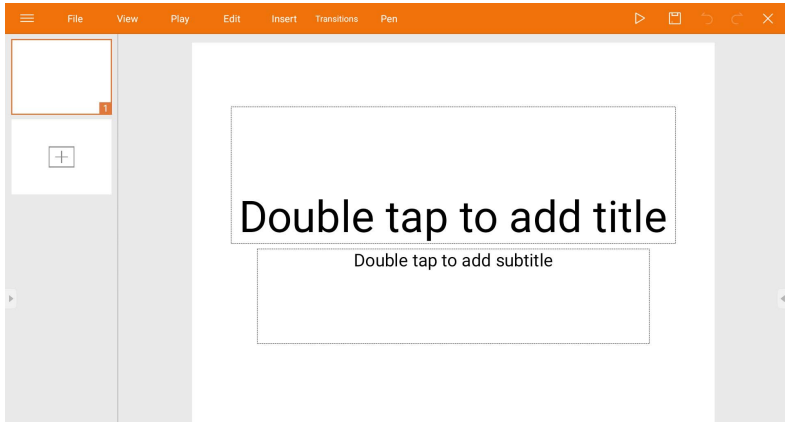 File View Play Edit Insert Transitions Pen
1
Double tap to add title
Double tap to add subtitle